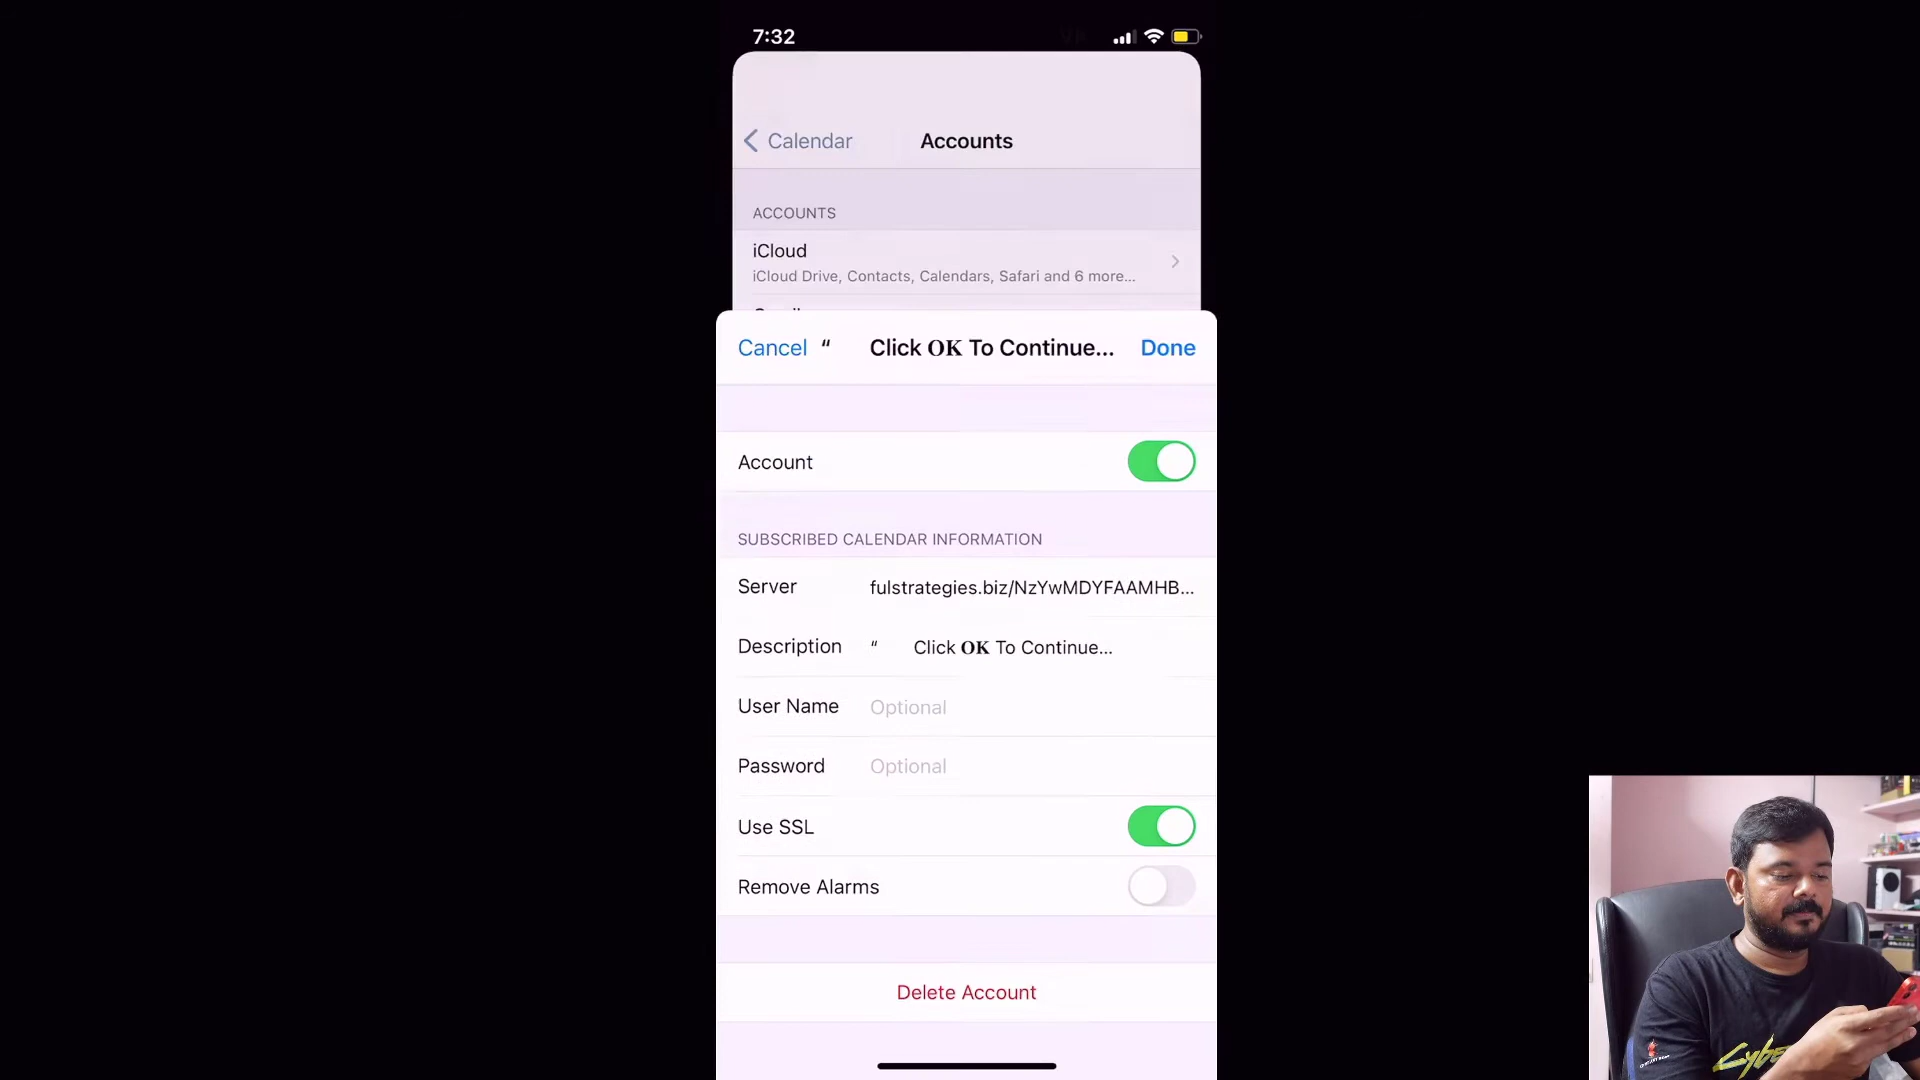 7:32
Calendar
Accounts
ACCOUNTS
iCloud
iCloud Drive, Contacts, Calendars, Safari and 6 more...
Cancel “ Click OK To Continue... Done
Account
SUBSCRIBED CALENDAR INFORMATION
Server fulstrategies.biz/NzYwMDYFAAMHB...
Description “ Click OK To Continue...
User Name Optional
Password Optional
Use SSL
Remove Alarms
Delete Account